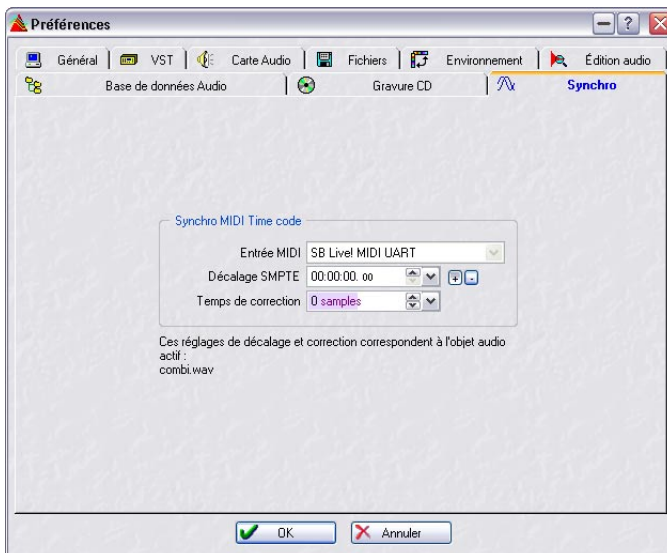 Préférences
Général VST Carte Audio Fichiers Environnement Édition audio
Base de données Audio Gravure CD Synchro
Synchro MIDI Time code
Entrée MIDI SB Live! MIDI UART
Décalage SMPTE 00:00:00. 00
Temps de correction 0 samples
Ces réglages de décalage et correction correspondent à l'objet audio
actif :
combi.wav
OK Annuler